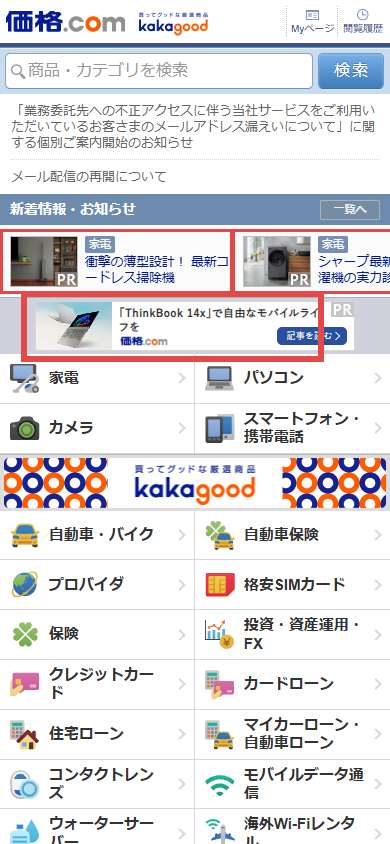 価格.com
買ってグッドな厳選商品
kakagood
Myページ
閲覧履歴
商品・カテゴリを検索
検索
「業務委託先への不正アクセスに伴う当社サービスをご利用い
ただいているお客さまのメールアドレス漏えいについて」に関
する個別ご案内開始のお知らせ
メール配信の再開について
新着情報・お知らせ
一覧へ
PR
家電
衝撃の薄型設計！ 最新コ
ードレス掃除機
PR
家電
シャープ最新
濯機の実力診
「ThinkBook 14x」で自由なモバイルライ
フを
価格.com
記事を読む
PR
家電
パソコン
カメラ
スマートフォン・
携帯電話
買ってグッドな厳選商品
kakagood
自動車・バイク
自動車保険
プロバイダ
格安SIMカード
保険
投資・資産運用・
FX
クレジットカー
ド
カードローン
住宅ローン
マイカーローン・
自動車ローン
コンタクトレン
ズ
モバイルデータ通
信
ウォーターサー
バー
海外Wi-Fiレンタ
ル